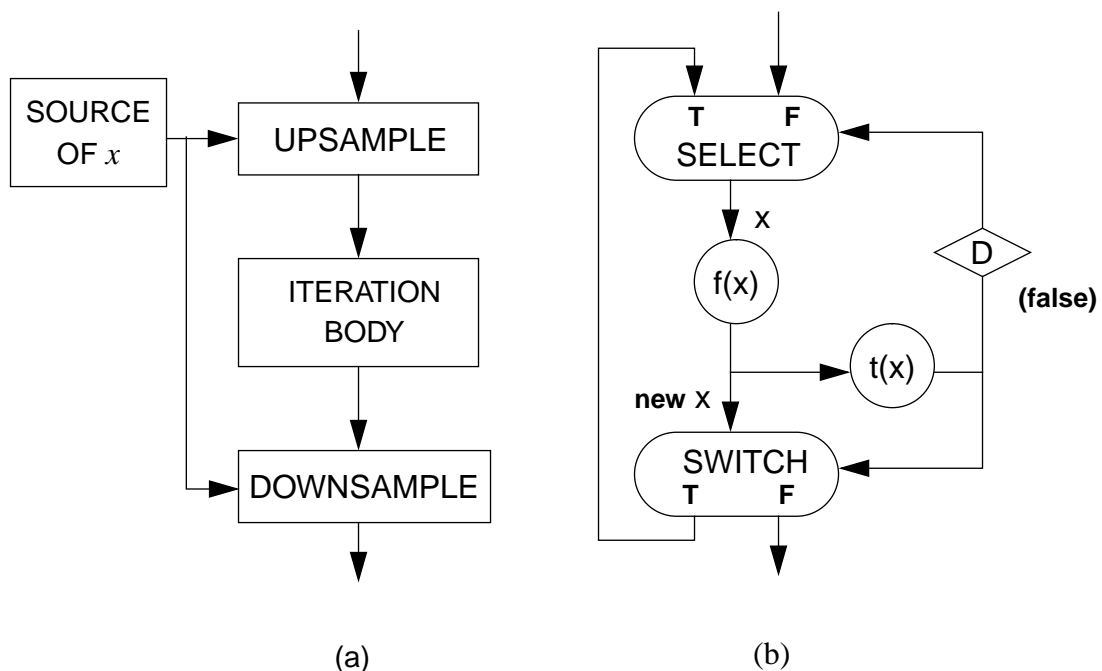 SOURCE
OF x
UPSAMPLE
ITERATION
BODY
DOWNSAMPLE
(a)
T F
SELECT
x
f(x)
D
(false)
t(x)
new x
SWITCH
T F
(b)